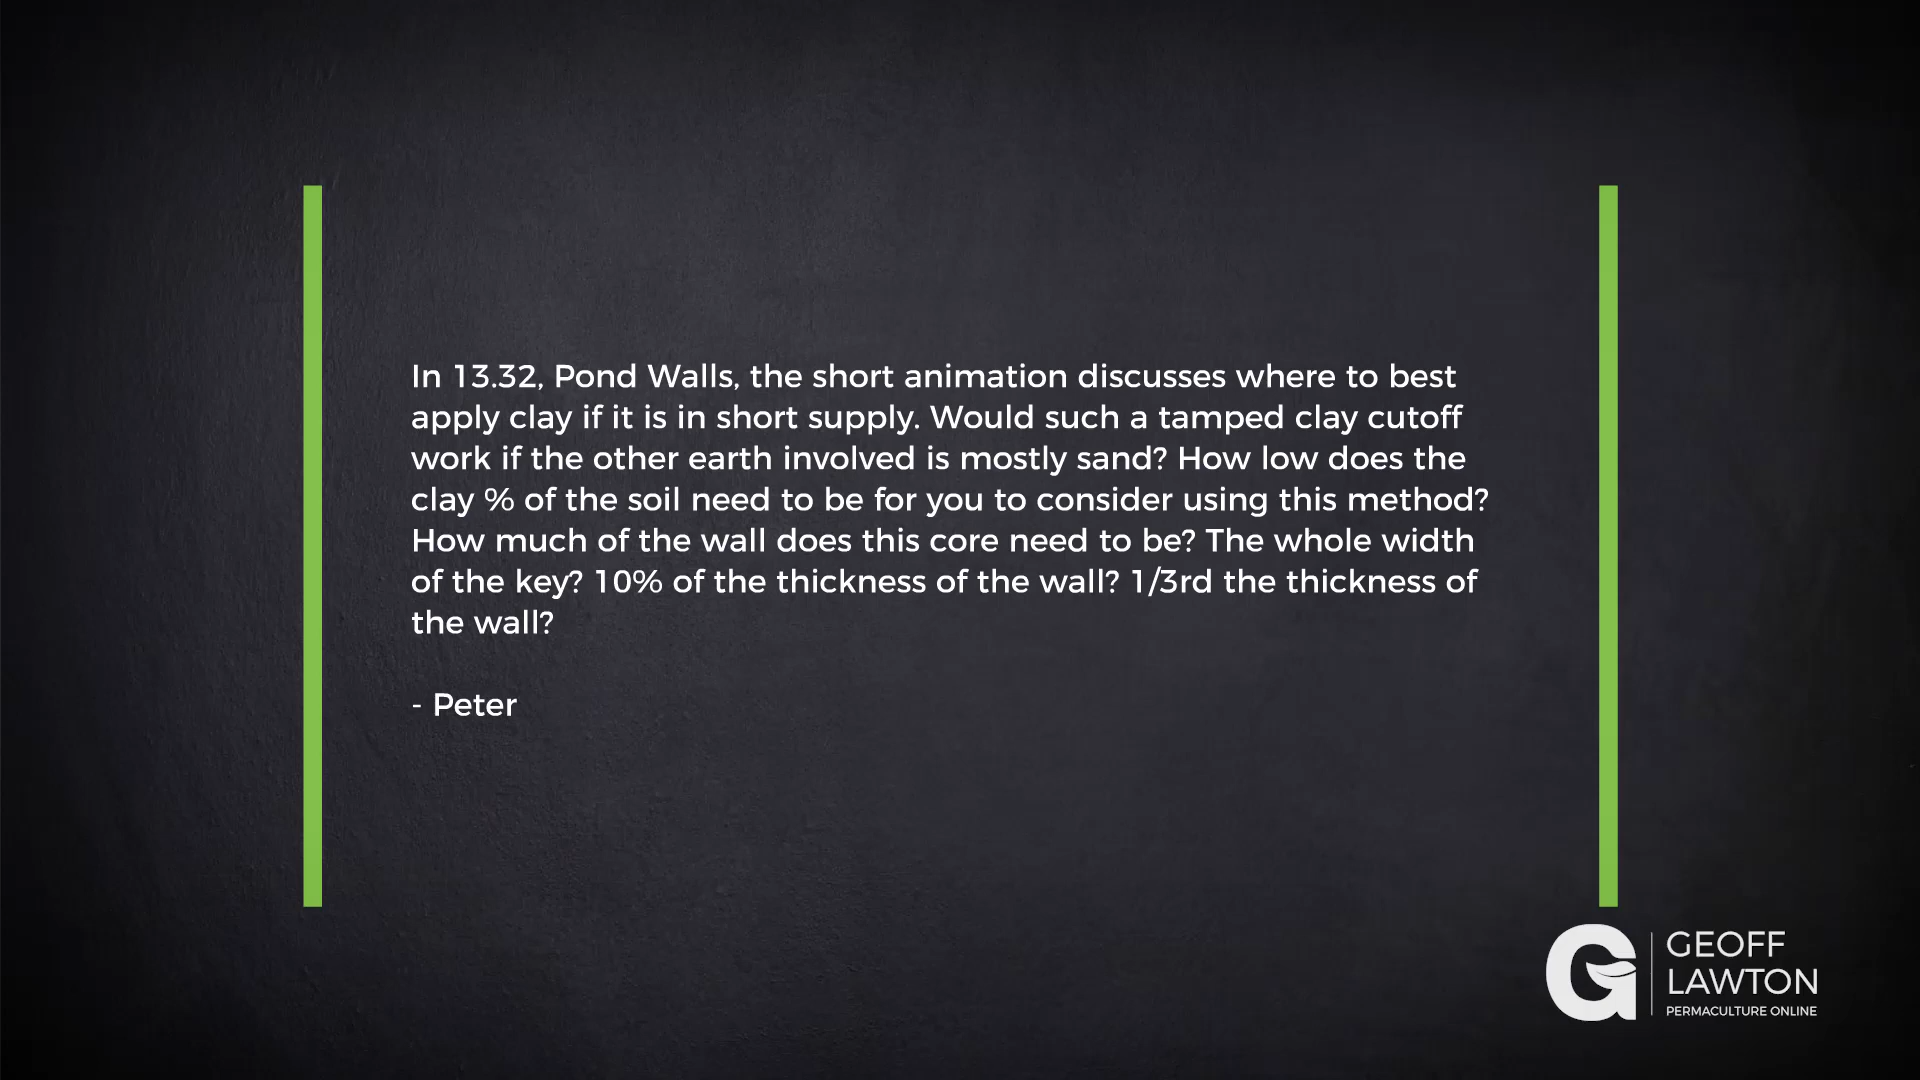 In 13.32, Pond Walls, the short animation discusses where to best
apply clay if it is in short supply. Would such a tamped clay cutoff
work if the other earth involved is mostly sand? How low does the
clay % of the soil need to be for you to consider using this method?
How much of the wall does this core need to be? The whole width
of the key? 10% of the thickness of the wall? 1/3rd the thickness of
the wall?
- Peter
GEOFF
LAWTON
PERMACULTURE ONLINE